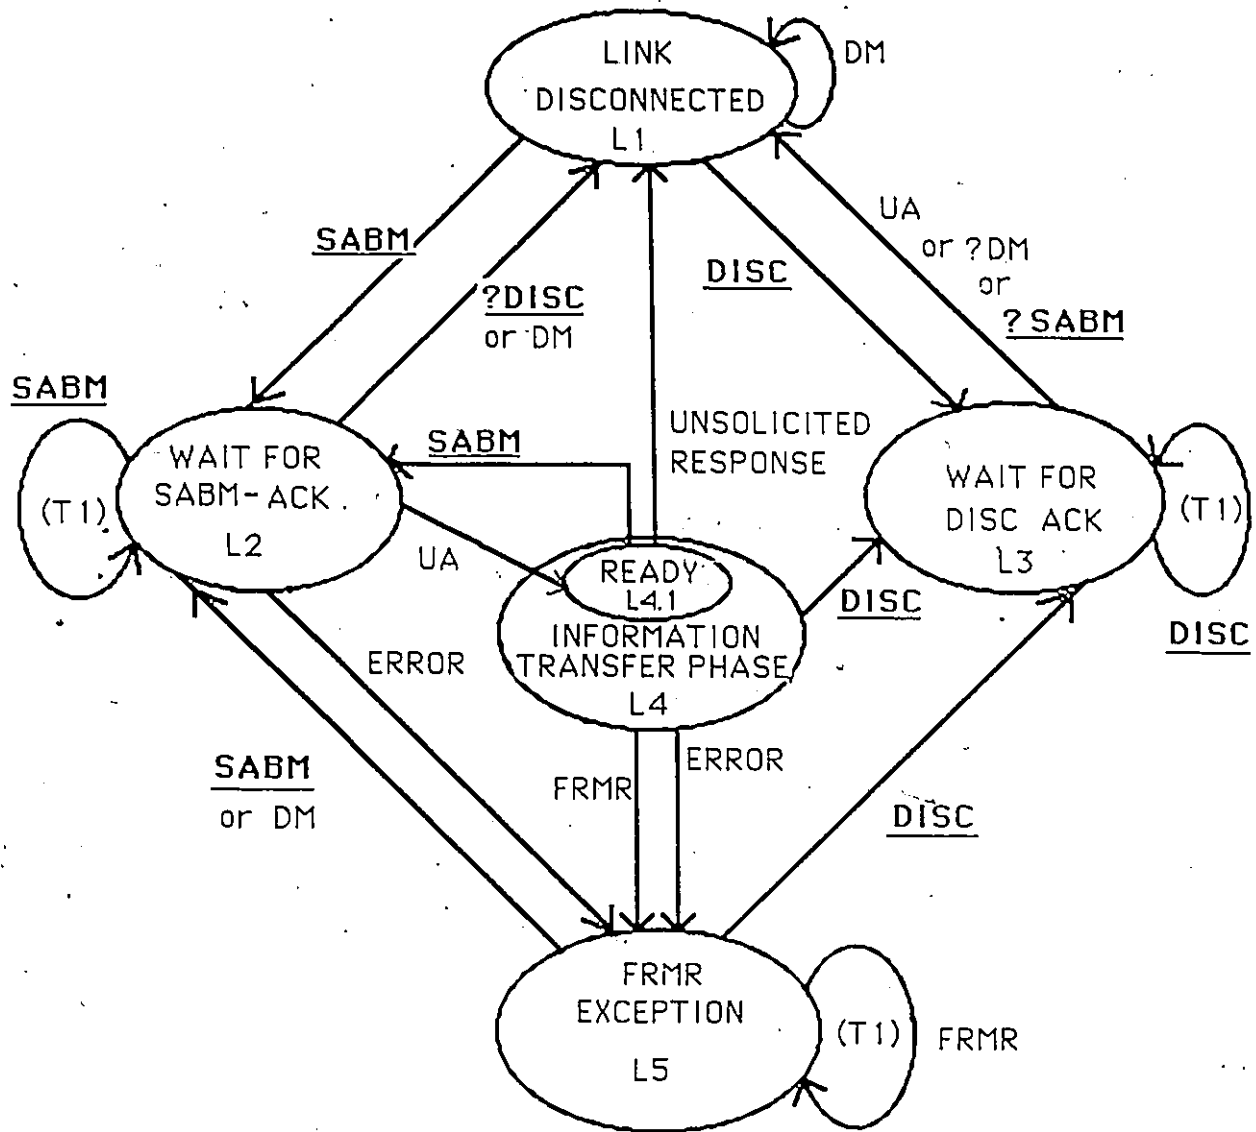 LINK
DISCONNECTED
L1
DM
SABM
?DISC
or DM
DISC
UA
or ?DM
or
?SABM
SABM
(T1)
WAIT FOR
SABM-ACK
L2
SABM
UNSOLICITED
RESPONSE
WAIT FOR
DISC ACK
L3
(T1)
DISC
UA
READY
L4.1
INFORMATION
TRANSFER PHASE
L4
DISC
ERROR
SABM
or DM
FRMR
ERROR
DISC
FRMR
EXCEPTION
L5
(T1)
FRMR